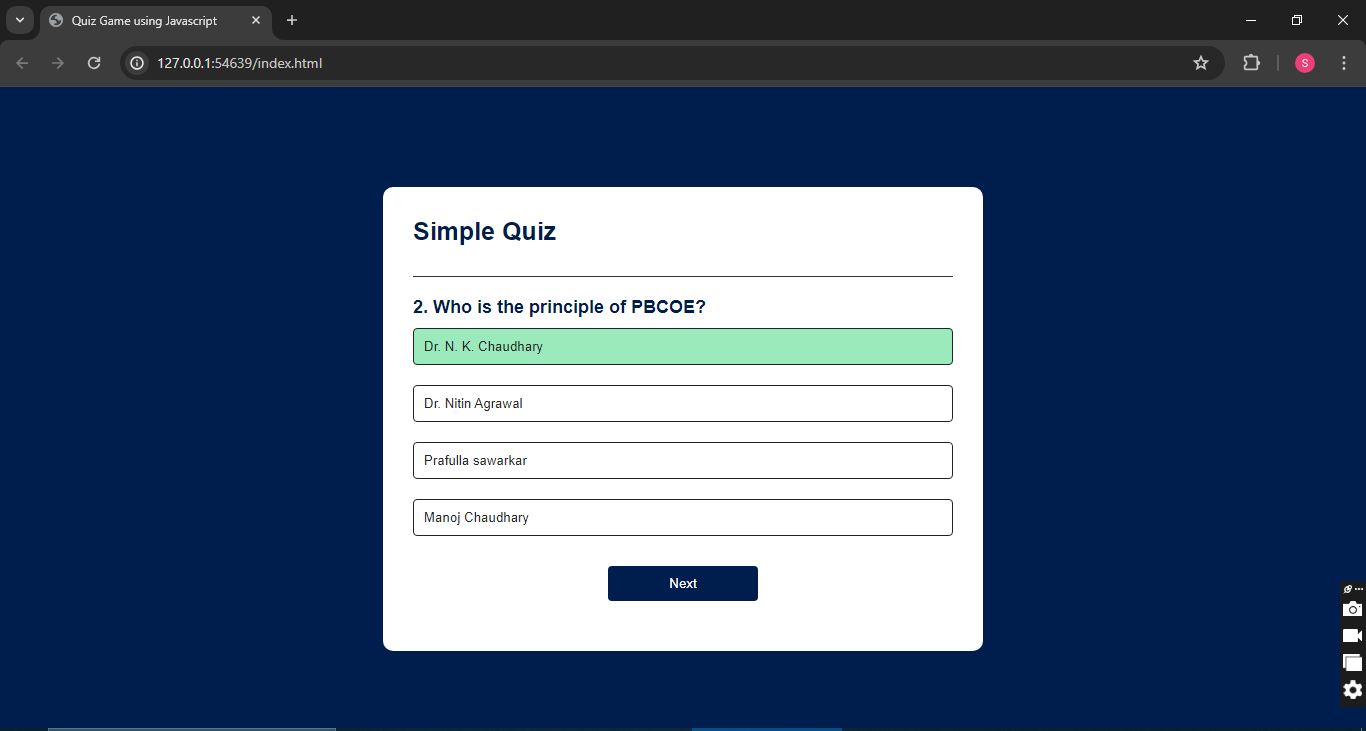 Quiz Game using Javascript
127.0.0.1:54639/index.html
S
Simple Quiz
2. Who is the principle of PBCOE?
Dr. N. K. Chaudhary
Dr. Nitin Agrawal
Prafulla sawarkar
Manoj Chaudhary
Next